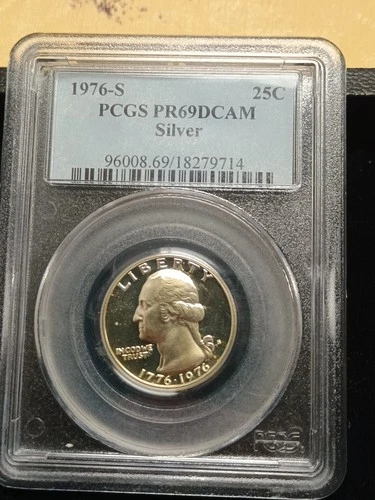 1976-S 25C
PCGS PR69DCAM
Silver
96008.69/18279714
LIBERTY
IN GOD WE
TRUST
1776·1976
PCGS